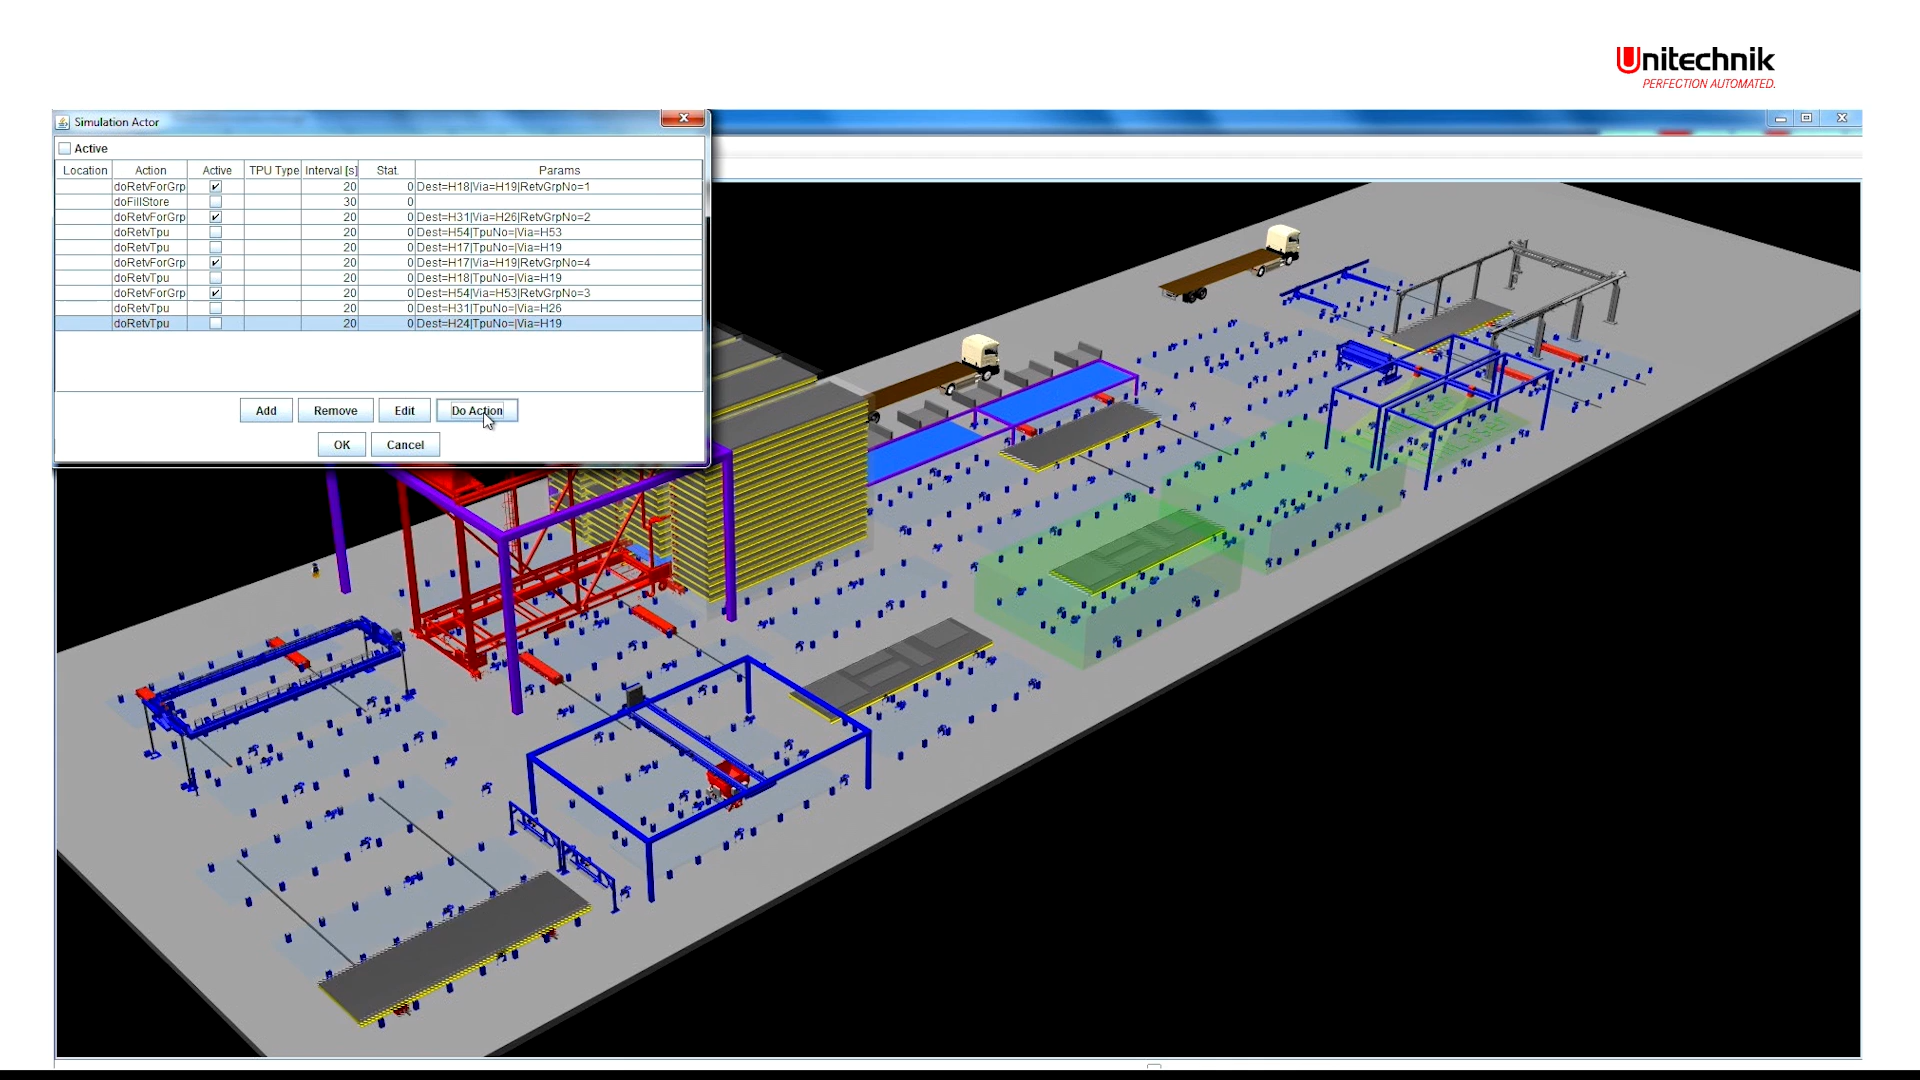 Unitechnik
PERFECTION AUTOMATED.
Simulation Actor
Active
Location Action Active TPU Type Interval [s] Stat. Params
doRetvForGrp 20 0 Dest=H18|Via=H19|RetvGrpNo=1
doFillStore 30 0
doRetvForGrp 20 0 Dest=H31|Via=H26|RetvGrpNo=2
doRetvTpu 20 0 Dest=H54|TpuNo=|Via=H53
doRetvTpu 20 0 Dest=H17|TpuNo=|Via=H19
doRetvForGrp 20 0 Dest=H17|Via=H19|RetvGrpNo=4
doRetvTpu 20 0 Dest=H18|TpuNo=|Via=H19
doRetvForGrp 20 0 Dest=H54|Via=H53|RetvGrpNo=3
doRetvTpu 20 0 Dest=H31|TpuNo=|Via=H26
doRetvTpu 20 0 Dest=H24|TpuNo=|Via=H19
Add Remove Edit Do Action
OK Cancel